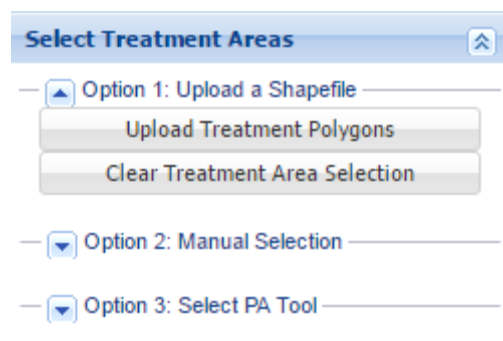 Select Treatment Areas
Option 1: Upload a Shapefile
Upload Treatment Polygons
Clear Treatment Area Selection
Option 2: Manual Selection
Option 3: Select PA Tool